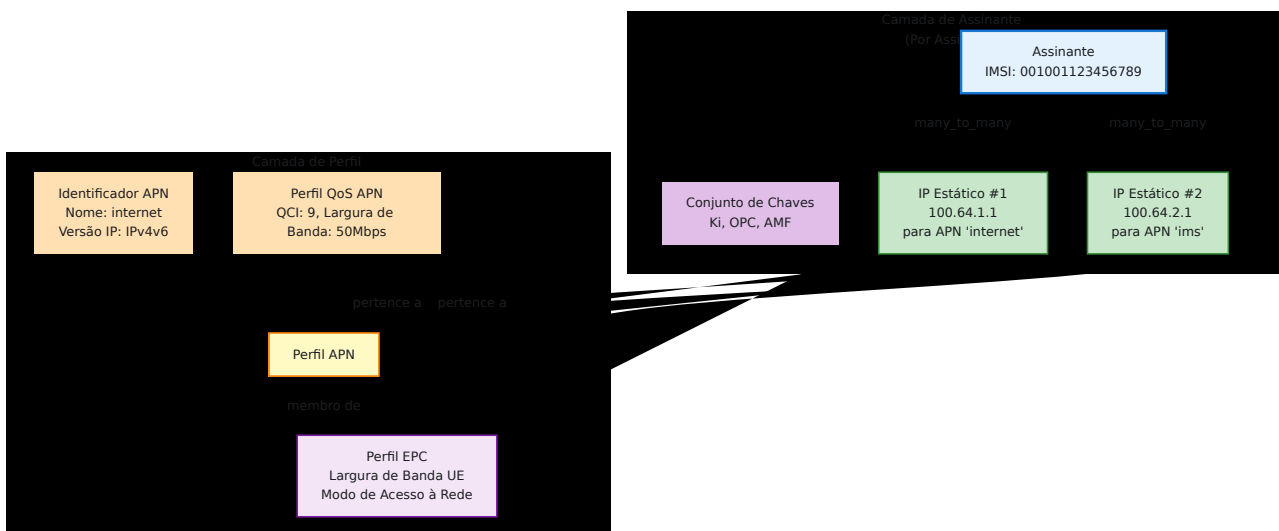 Camada de Assinante
(Por Ass
Assinante
IMSI: 001001123456789
many_to_many
many_to_many
Conjunto de Chaves
Ki, OPC, AMF
IP Estático #1
100.64.1.1
para APN 'internet'
IP Estático #2
100.64.2.1
para APN 'ims'
Camada de Perfil
Identificador APN
Nome: internet
Versão IP: IPv4v6
Perfil QoS APN
QCI: 9, Largura de
Banda: 50Mbps
pertence a
pertence a
Perfil APN
membro de
Perfil EPC
Largura de Banda UE
Modo de Acesso à Rede